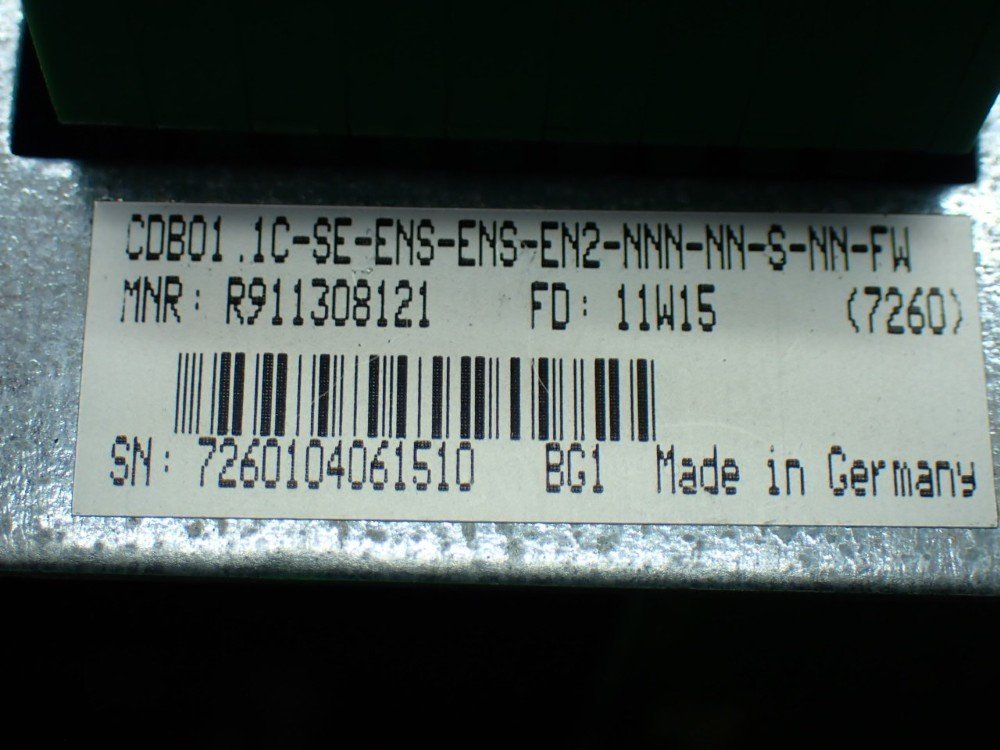 CDB01.1C-SE-ENS-ENS-EN2-NNN-NN-S-NN-FW
MNR: R911308121 FD: 11W15 (7260)
SN: 7260104061510 BG1 Made in Germany